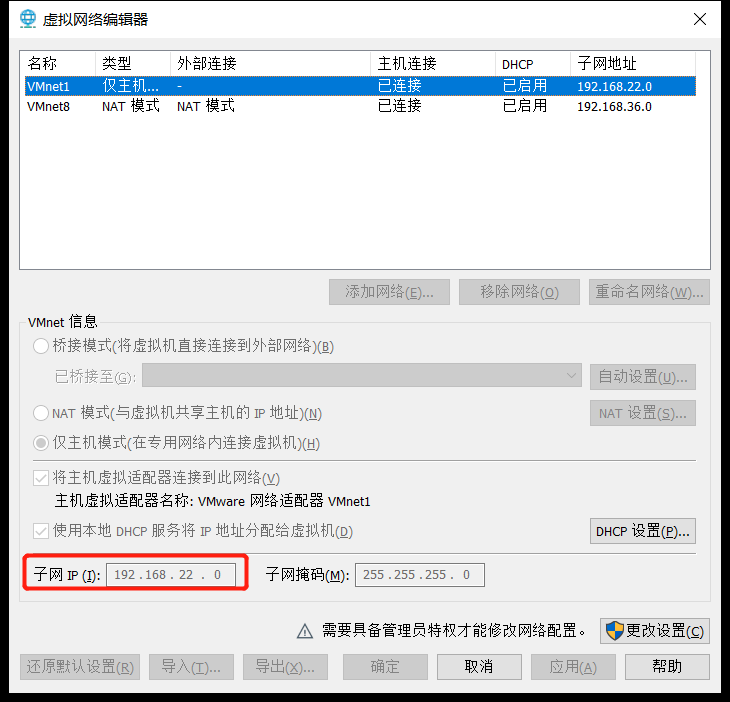 虚拟网络编辑器
名称 类型 外部连接 主机连接 DHCP 子网地址
VMnet1 仅主机... - 已连接 已启用 192.168.22.0
VMnet8 NAT 模式 NAT 模式 已连接 已启用 192.168.36.0
添加网络(E)... 移除网络(O) 重命名网络(W)...
VMnet 信息
桥接模式(将虚拟机直接连接到外部网络)(B)
已桥接至(G): 自动设置(U)...
NAT 模式(与虚拟机共享主机的 IP 地址)(N) NAT 设置(S)...
仅主机模式(在专用网络内连接虚拟机)(H)
将主机虚拟适配器连接到此网络(V)
主机虚拟适配器名称: VMware 网络适配器 VMnet1
使用本地 DHCP 服务将 IP 地址分配给虚拟机(D) DHCP 设置(P)...
子网 IP (I): 192 . 168 . 22 . 0 子网掩码(M): 255 . 255 . 255 . 0
需要具备管理员特权才能修改网络配置。 更改设置(C)
还原默认设置(R) 导入(T)... 导出(X)... 确定 取消 应用(A) 帮助